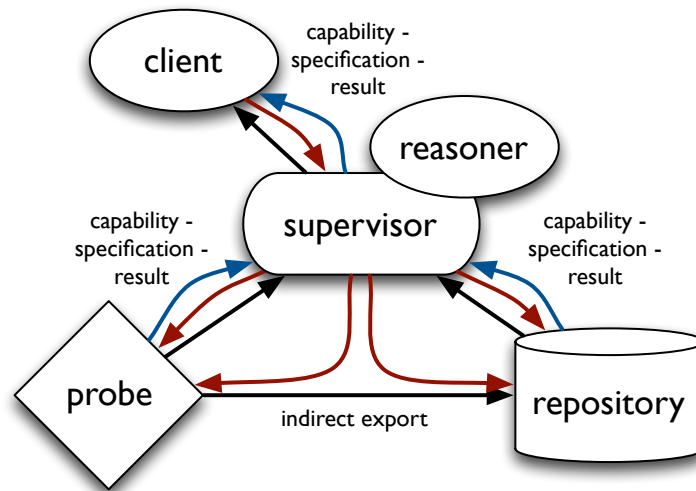 client
capability -
specification -
result
reasoner
supervisor
capability -
specification -
result
capability -
specification -
result
probe
indirect export
repository